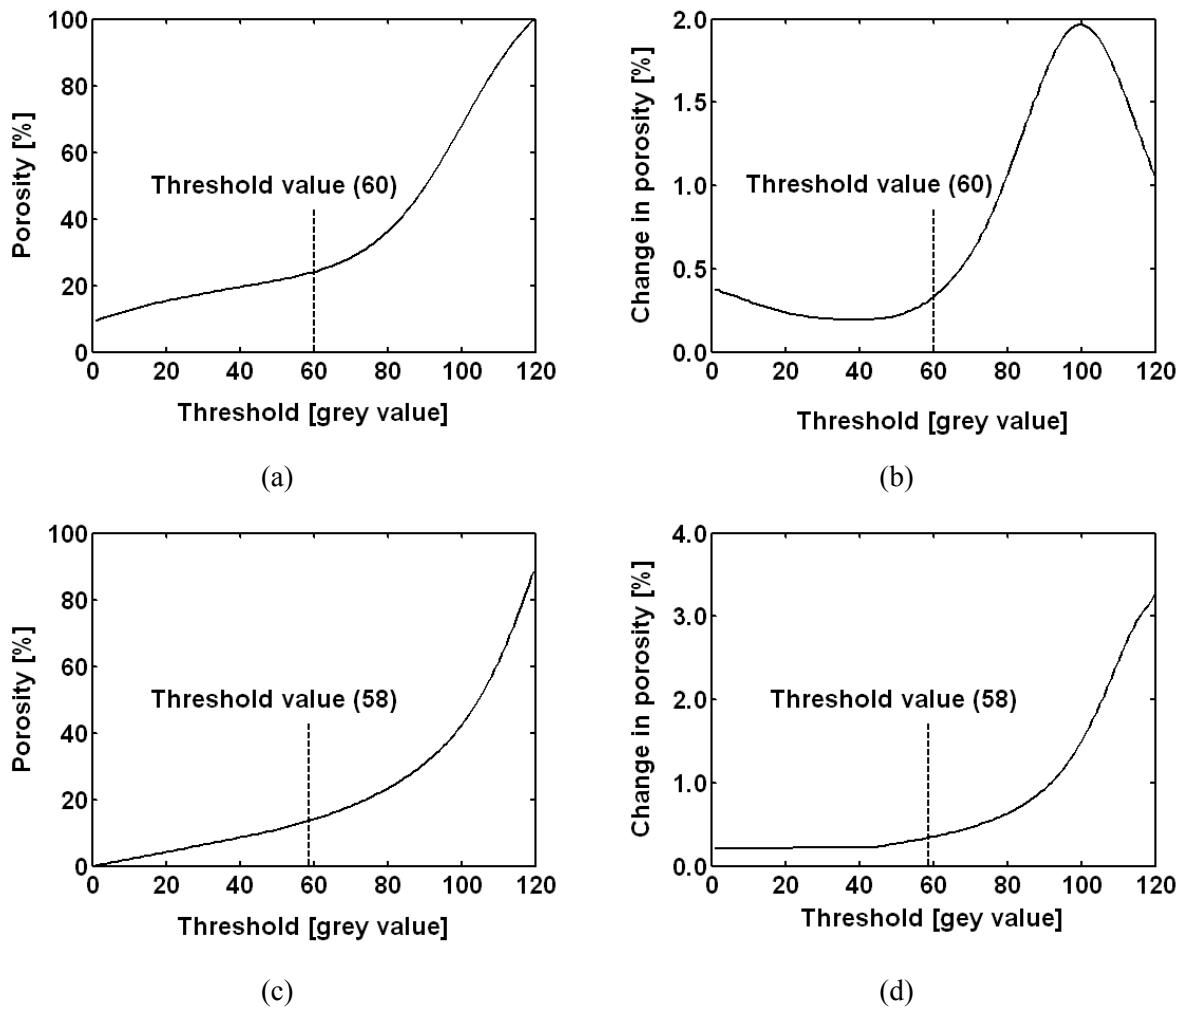 100
80
60
40
20
0
Porosity [%]
Threshold value (60)
0 20 40 60 80 100 120
Threshold [grey value]
(a)
2.0
1.5
1.0
0.5
0.0
Change in porosity [%]
Threshold value (60)
0 20 40 60 80 100 120
Threshold [grey value]
(b)
100
80
60
40
20
0
Porosity [%]
Threshold value (58)
0 20 40 60 80 100 120
Threshold [grey value]
(c)
4.0
3.0
2.0
1.0
0.0
Change in porosity [%]
Threshold value (58)
0 20 40 60 80 100 120
Threshold [gey value]
(d)